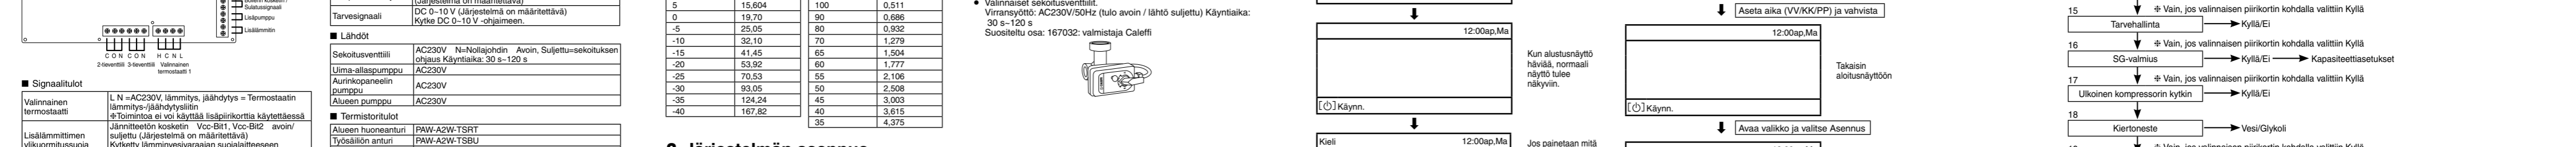 Sulatussignaali
Lisäpumppu
Lisälämmitin
C O N C O N H C N L
2-tieventtiili 3-tieventtiili Valinnainen
termostaatti 1
■ Signaalitulot
Valinnainen termostaatti
L N =AC230V, lämmitys, jäähdytys = Termostaatin
lämmitys-/jäähdytysliitin
❉Toimintoa ei voi käyttää lisäpiirikorttia käytettäessä
Lisälämmittimen
ylikuormitussuoja
Jännitteetön kosketin Vcc-Bit1, Vcc-Bit2 avoin/
suljettu (Järjestelmä on määritettävä)
Kytketty lämminvesivaraajan suojalaitteeseen
(Järjestelmä on määritettävä)
Tarvesignaali
DC 0~10 V (Järjestelmä on määritettävä)
Kytke DC 0~10 V -ohjaimeen.
■ Lähdöt
Sekoitusventtiili
AC230V N=Nollajohdin Avoin, Suljettu=sekoituksen
ohjaus Käyntiaika: 30 s~120 s
Uima-allaspumppu AC230V
Aurinkopaneelin
pumppu
AC230V
Alueen pumppu AC230V
■ Termistoritulot
Alueen huoneanturi PAW-A2W-TSRT
Työsäiliön anturi PAW-A2W-TSBU
5 15,604
0 19,70
-5 25,05
-10 32,10
-15 41,45
-20 53,92
-25 70,53
-30 93,05
-35 124,24
-40 167,82
100 0,511
90 0,686
80 0,932
70 1,279
65 1,504
60 1,777
55 2,106
50 2,508
45 3,003
40 3,615
35 4,375
● Valinnaiset sekoitusventtiilit.
Virransyöttö: AC230V/50Hz (tulo avoin / lähtö suljettu) Käyntiaika:
30 s~120 s
Suositeltu osa: 167032: valmistaja Caleffi
12:00ap,Ma
[⏻]Käynn.
Kun alustusnäyttö
häviää, normaali
näyttö tulee
näkyviin.
Kieli 12:00ap,Ma
Jos painetaan mitä
Aseta aika (VV/KK/PP) ja vahvista
12:00ap,Ma
[⏻]Käynn.
Takaisin
aloitusnäyttöön
Avaa valikko ja valitse Asennus
15 ❉ Vain, jos valinnaisen piirikortin kohdalla valittiin Kyllä
Tarvehallinta Kyllä/Ei
16 ❉ Vain, jos valinnaisen piirikortin kohdalla valittiin Kyllä
SG-valmius Kyllä/Ei Kapasiteettiasetukset
17 ❉ Vain, jos valinnaisen piirikortin kohdalla valittiin Kyllä
Ulkoinen kompressorin kytkin Kyllä/Ei
18
Kiertoneste Vesi/Glykoli